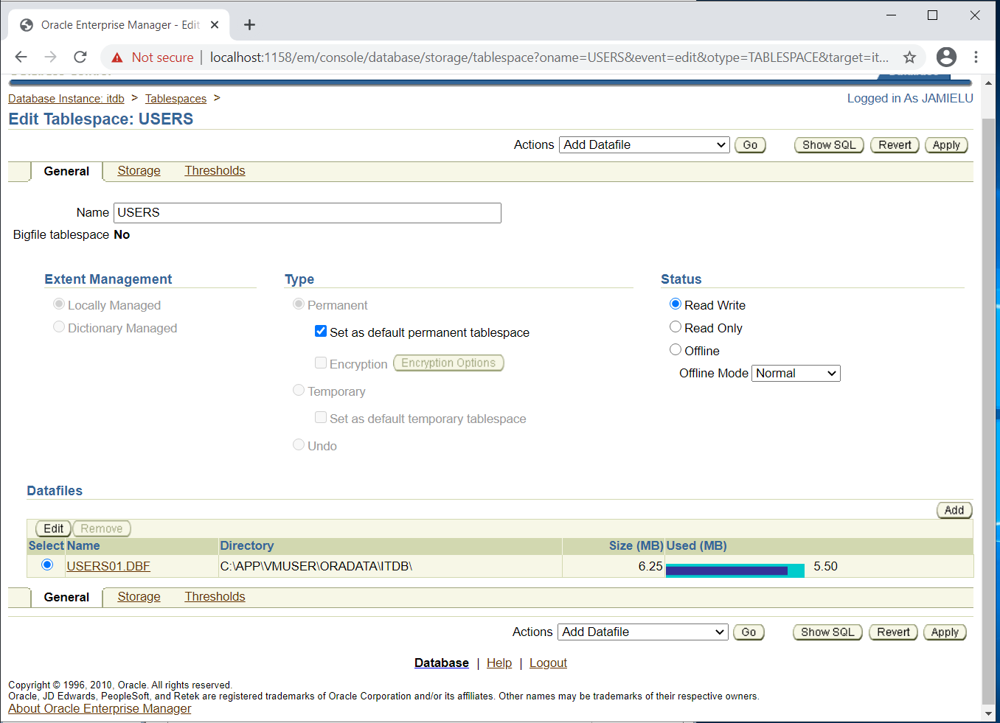 Oracle Enterprise Manager - Edit
Not secure | localhost:1158/em/console/database/storage/tablespace?oname=USERS&event=edit&otype=TABLESPACE&target=it...
Database Instance: itdb > Tablespaces >
Logged in As JAMIELU
Edit Tablespace: USERS
Actions Add Datafile Go Show SQL Revert Apply
General Storage Thresholds
Name USERS
Bigfile tablespace No
Extent Management
Locally Managed
Dictionary Managed
Type
Permanent
Set as default permanent tablespace
Encryption Encryption Options
Temporary
Set as default temporary tablespace
Undo
Status
Read Write
Read Only
Offline
Offline Mode Normal
Datafiles
Add
Edit Remove
Select Name Directory Size (MB) Used (MB)
USERS01.DBF C:\APP\VMUSER\ORADATA\ITDB\ 6.25 5.50
General Storage Thresholds
Actions Add Datafile Go Show SQL Revert Apply
Database | Help | Logout
Copyright © 1996, 2010, Oracle. All rights reserved.
Oracle, JD Edwards, PeopleSoft, and Retek are registered trademarks of Oracle Corporation and/or its affiliates. Other names may be trademarks of their respective owners.
About Oracle Enterprise Manager